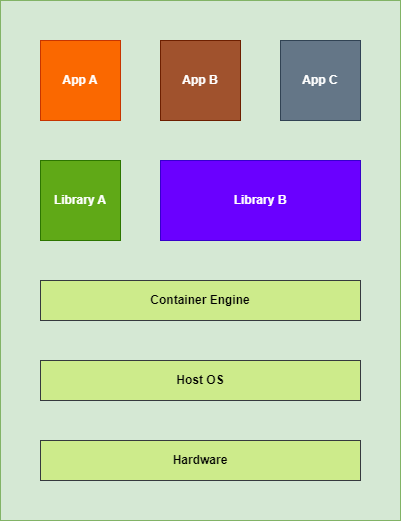 App A
App B
App C
Library A
Library B
Container Engine
Host OS
Hardware